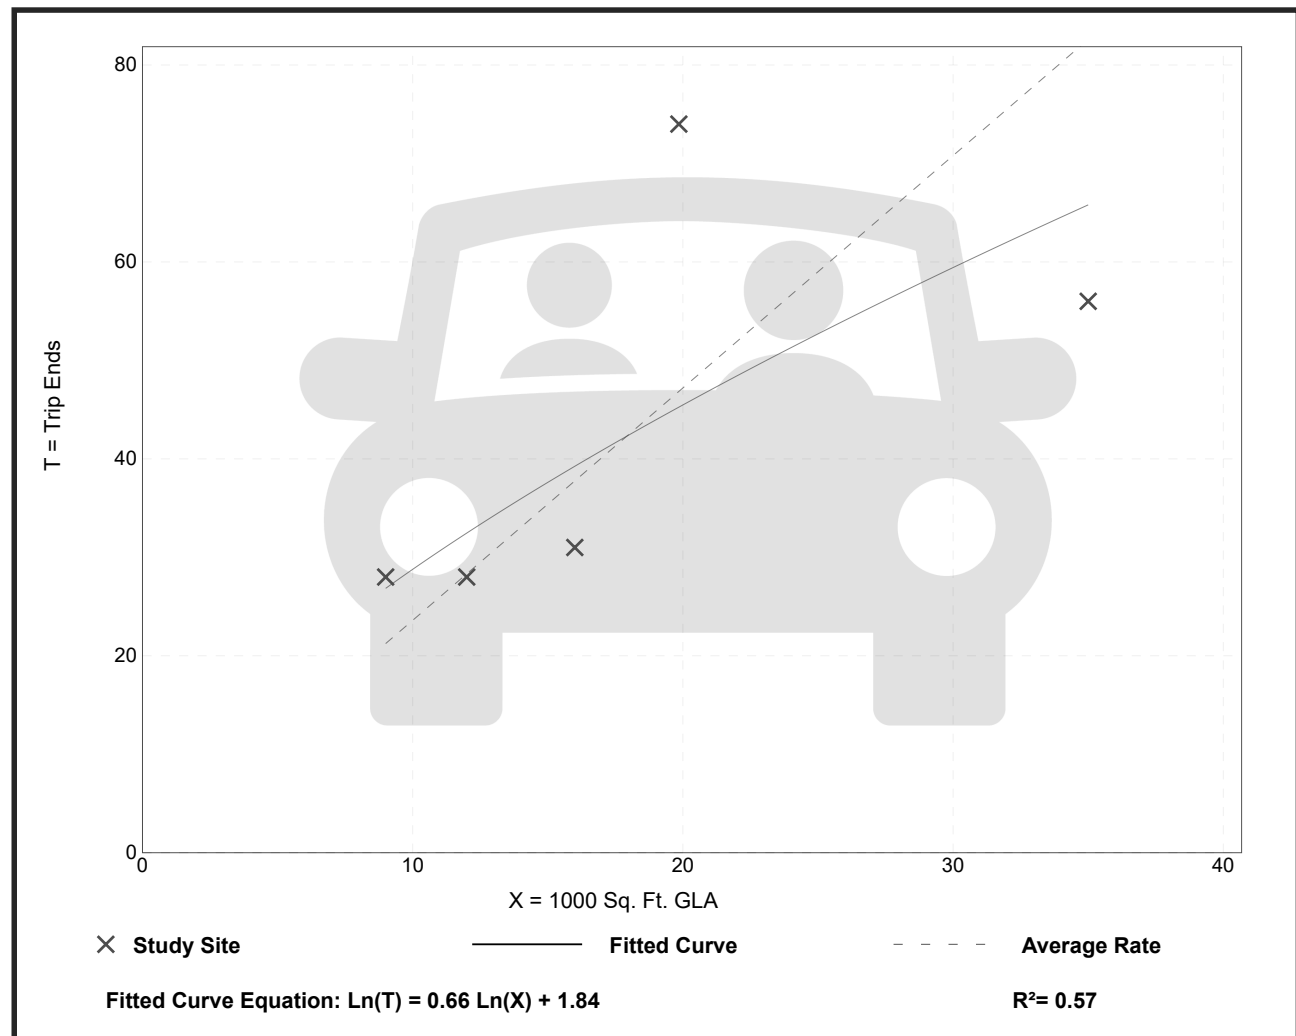 80
60
40
20
0
T = Trip Ends
0 10 20 30 40
X = 1000 Sq. Ft. GLA
Study Site Fitted Curve Average Rate
Fitted Curve Equation: Ln(T) = 0.66 Ln(X) + 1.84 R²= 0.57